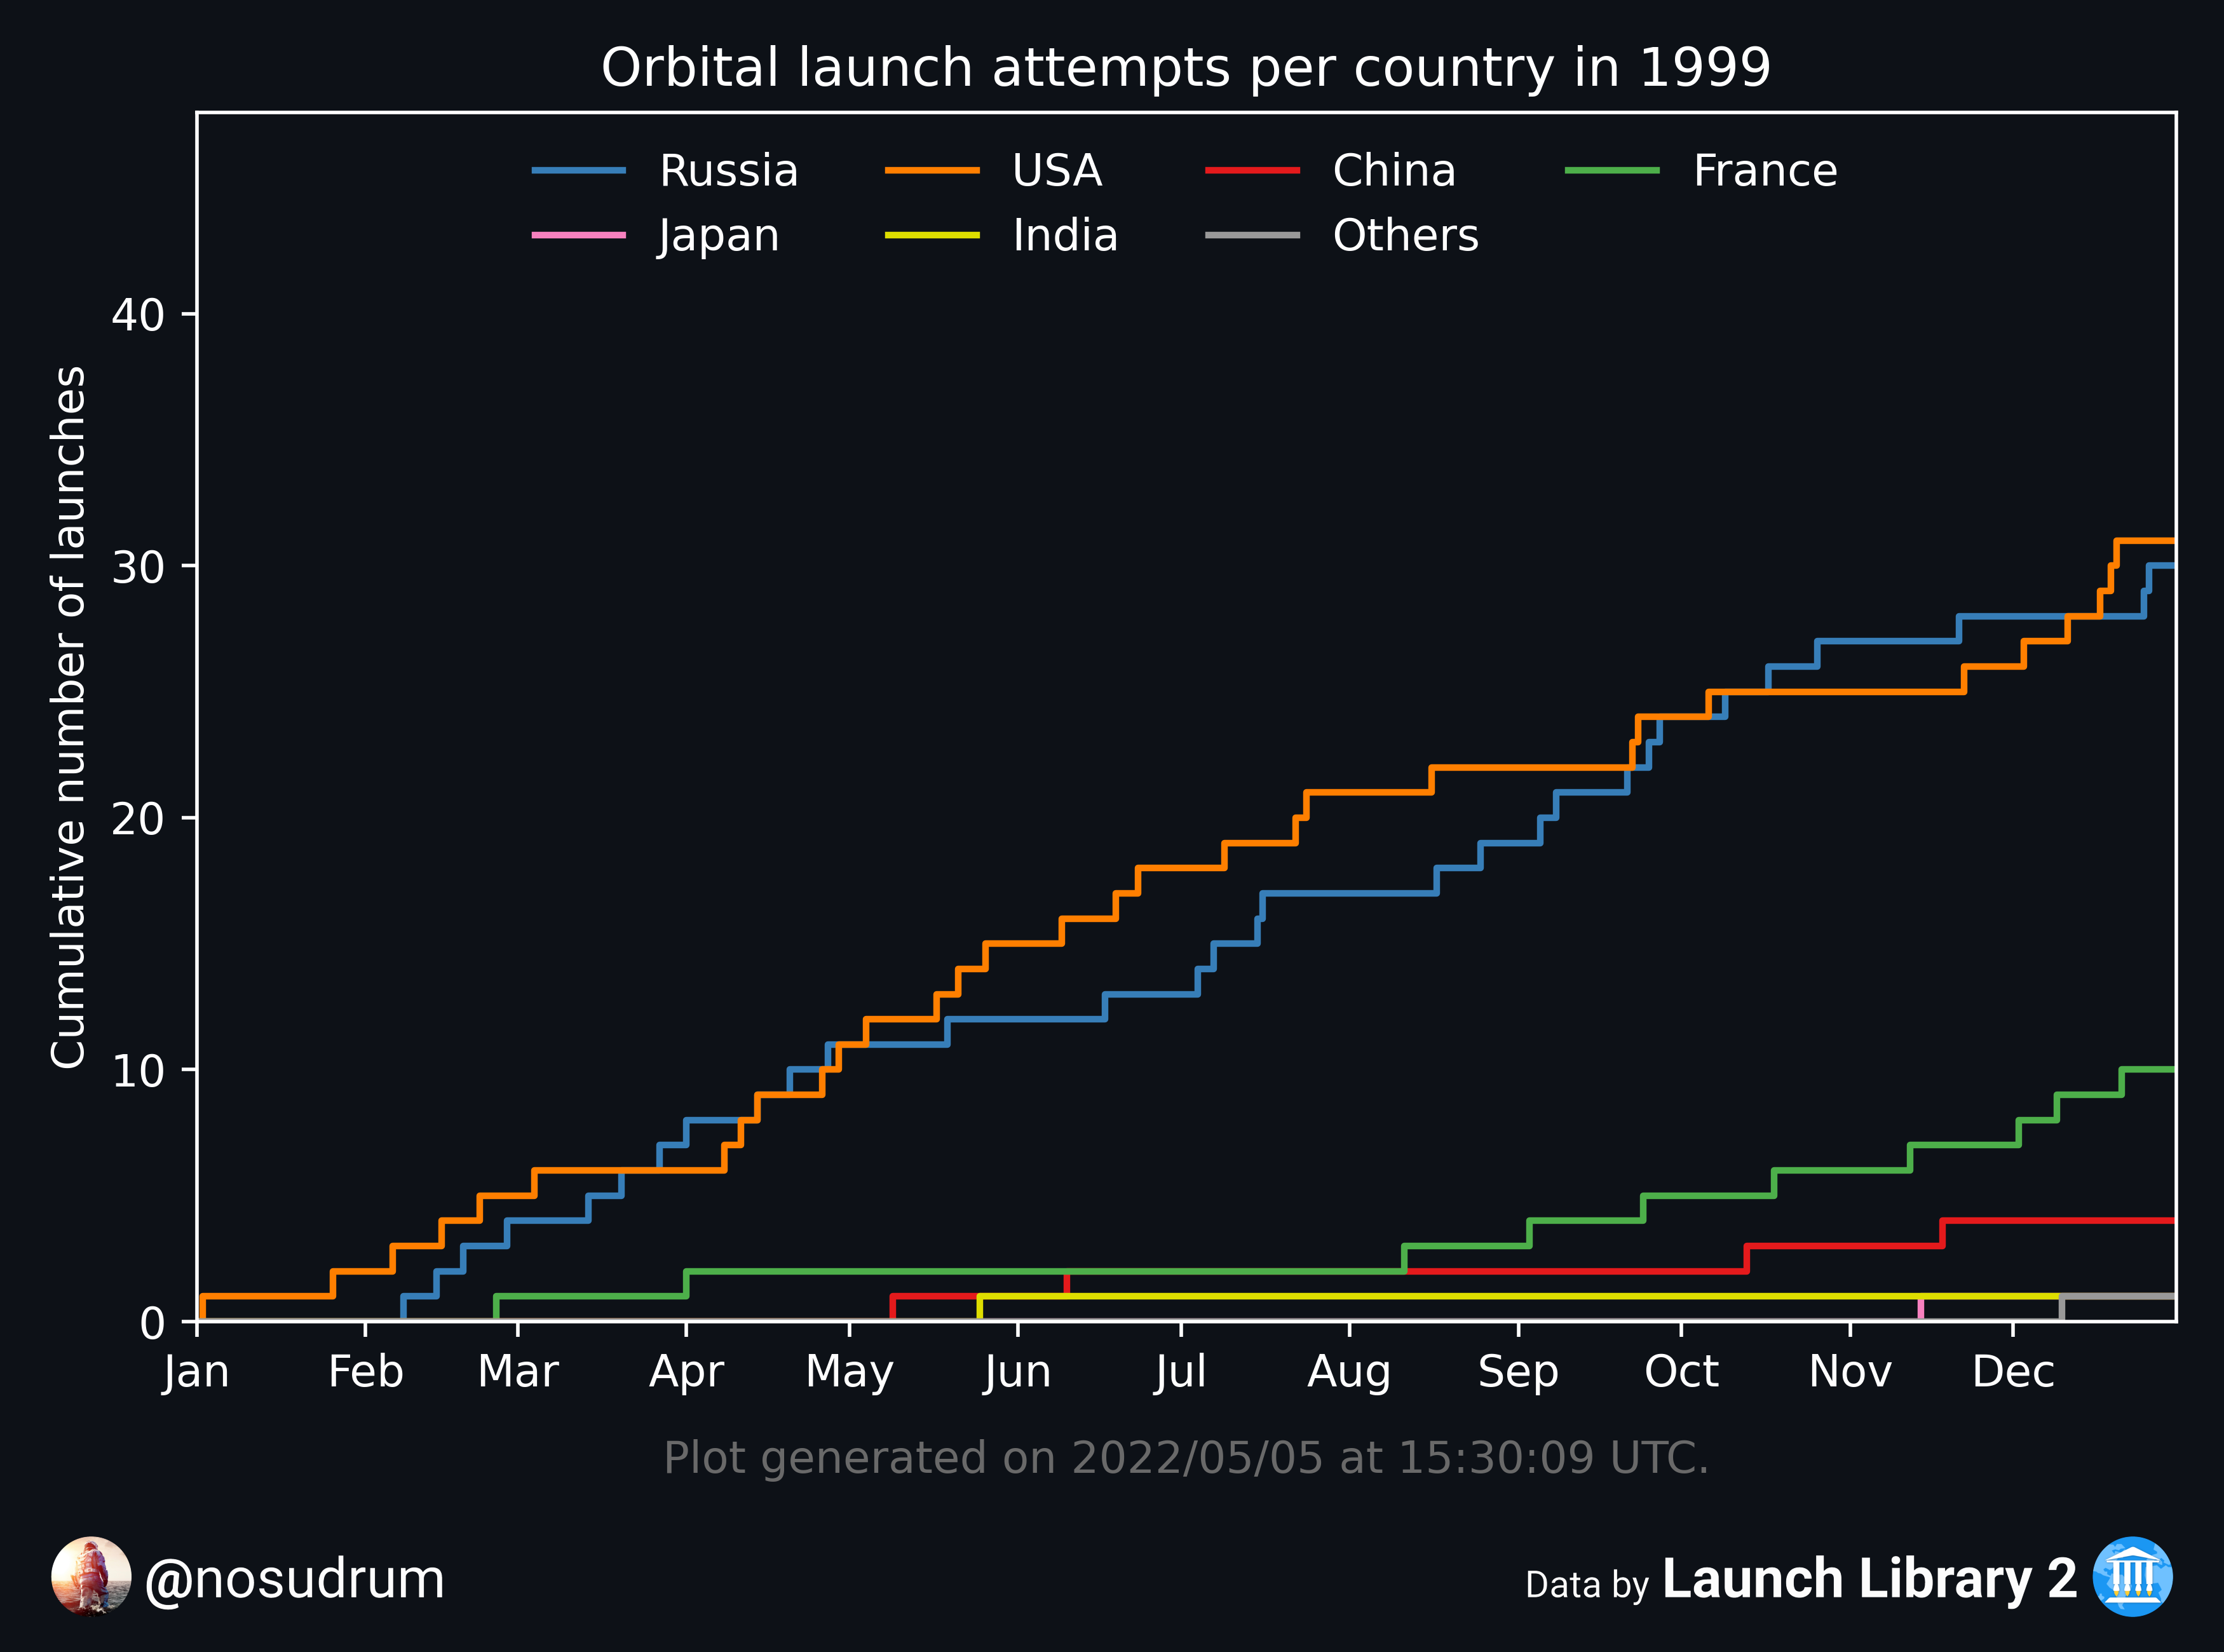 Orbital launch attempts per country in 1999
Russia USA China France
Japan India Others
Cumulative number of launches
40
30
20
10
0
Jan Feb Mar Apr May Jun Jul Aug Sep Oct Nov Dec
Plot generated on 2022/05/05 at 15:30:09 UTC.
@nosudrum
Data by Launch Library 2